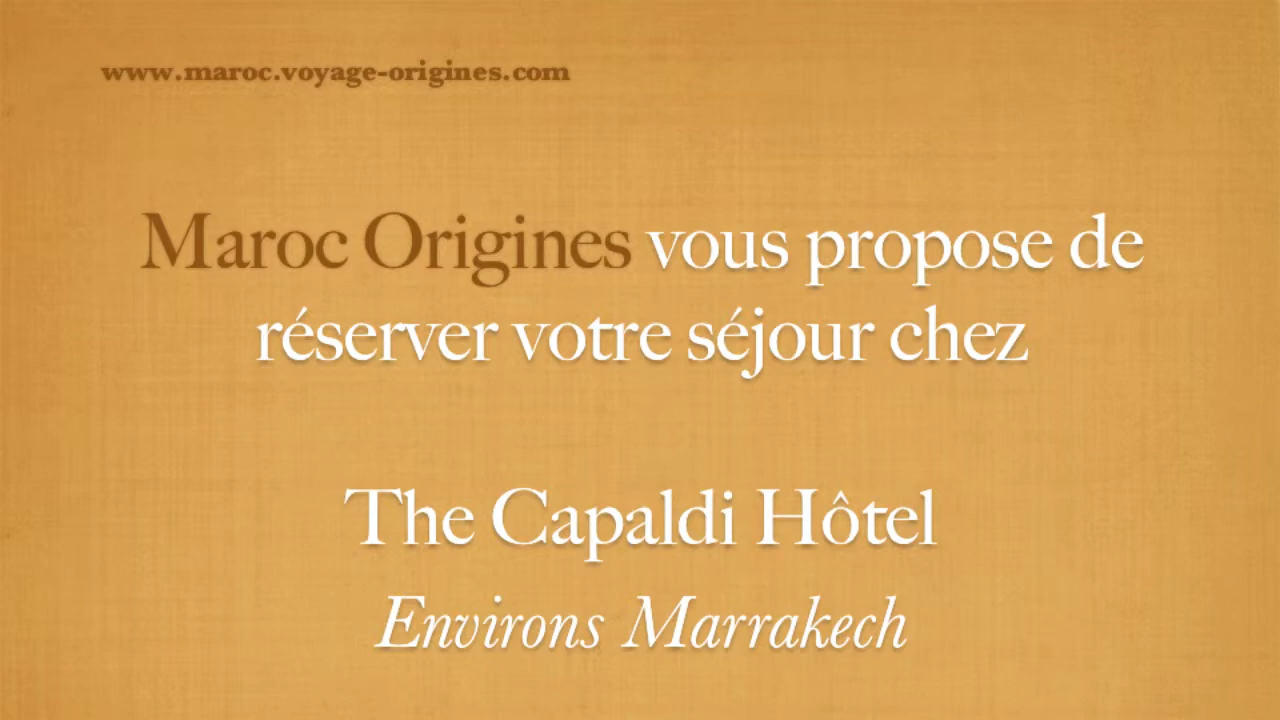 www.maroc.voyage-origines.com
Maroc Origines vous propose de
réserver votre séjour chez
The Capaldi Hôtel
Environs Marrakech